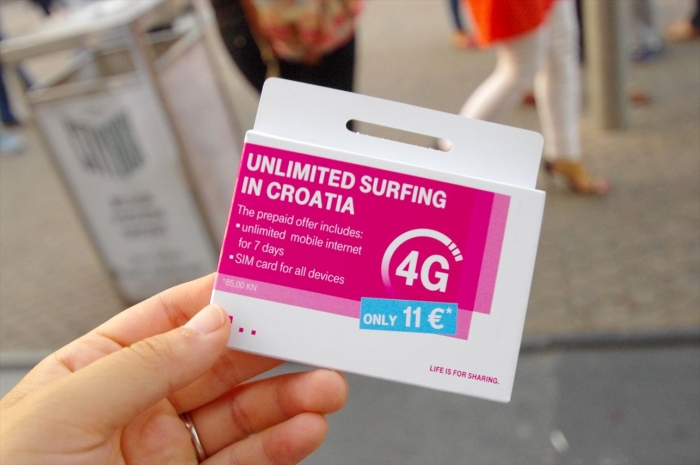 UNLIMITED SURFING
IN CROATIA
The prepaid offer includes:
• unlimited mobile internet
for 7 days
• SIM card for all devices
4G
*85,00 KN
ONLY 11 €*
LIFE IS FOR SHARING.